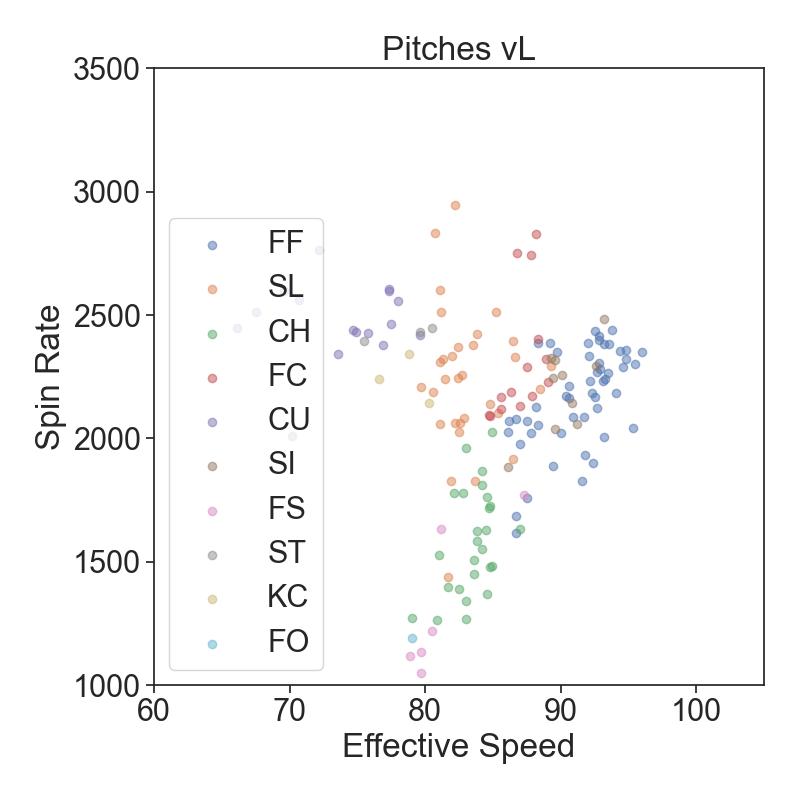 Pitches vL
3500
3000
2500
2000
1500
1000
Spin Rate
FF
SL
CH
FC
CU
SI
FS
ST
KC
FO
60 70 80 90 100
Effective Speed